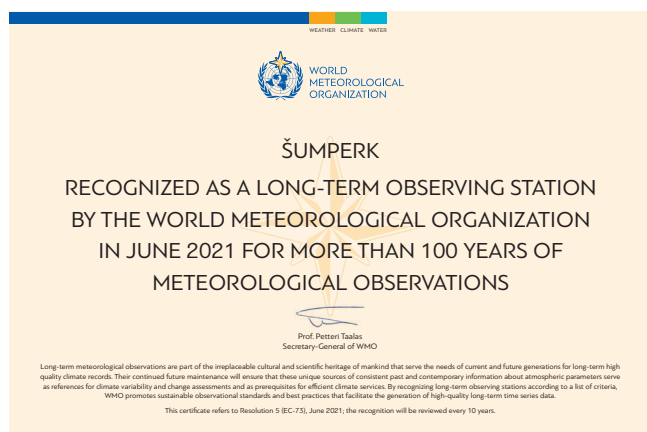 WEATHER CLIMATE WATER
WORLD
METEOROLOGICAL
ORGANIZATION
ŠUMPERK
RECOGNIZED AS A LONG-TERM OBSERVING STATION
BY THE WORLD METEOROLOGICAL ORGANIZATION
IN JUNE 2021 FOR MORE THAN 100 YEARS OF
METEOROLOGICAL OBSERVATIONS
Prof. Petteri Taalas
Secretary-General of WMO
Long-term meteorological observations are part of the irreplaceable cultural and scientific heritage of mankind that serve the needs of current and future generations for long-term high
quality climate records. Their continued future maintenance will ensure that these unique sources of consistent past and contemporary information about atmospheric parameters serve
as references for climate variability and change assessments and as prerequisites for efficient climate services. By recognizing long-term observing stations according to a list of criteria,
WMO promotes sustainable observational standards and best practices that facilitate the generation of high-quality long-term time series data.
This certificate refers to Resolution 5 (EC-73), June 2021; the recognition will be reviewed every 10 years.